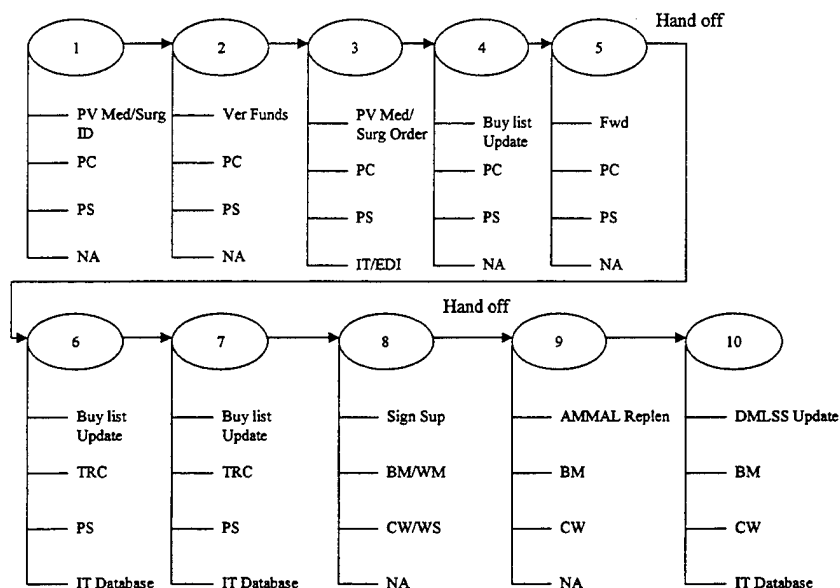 Hand off
1
2
3
4
5
PV Med/Surg
ID
PC
PS
NA
Ver Funds
PC
PS
NA
PV Med/
Surg Order
PC
PS
IT/EDI
Buy list
Update
PC
PS
NA
Fwd
PC
PS
NA
Hand off
6
7
8
9
10
Buy list
Update
TRC
PS
IT Database
Buy list
Update
TRC
PS
IT Database
Sign Sup
BM/WM
CW/WS
NA
AMMAL Replen
BM
CW
NA
DMLSS Update
BM
CW
IT Database